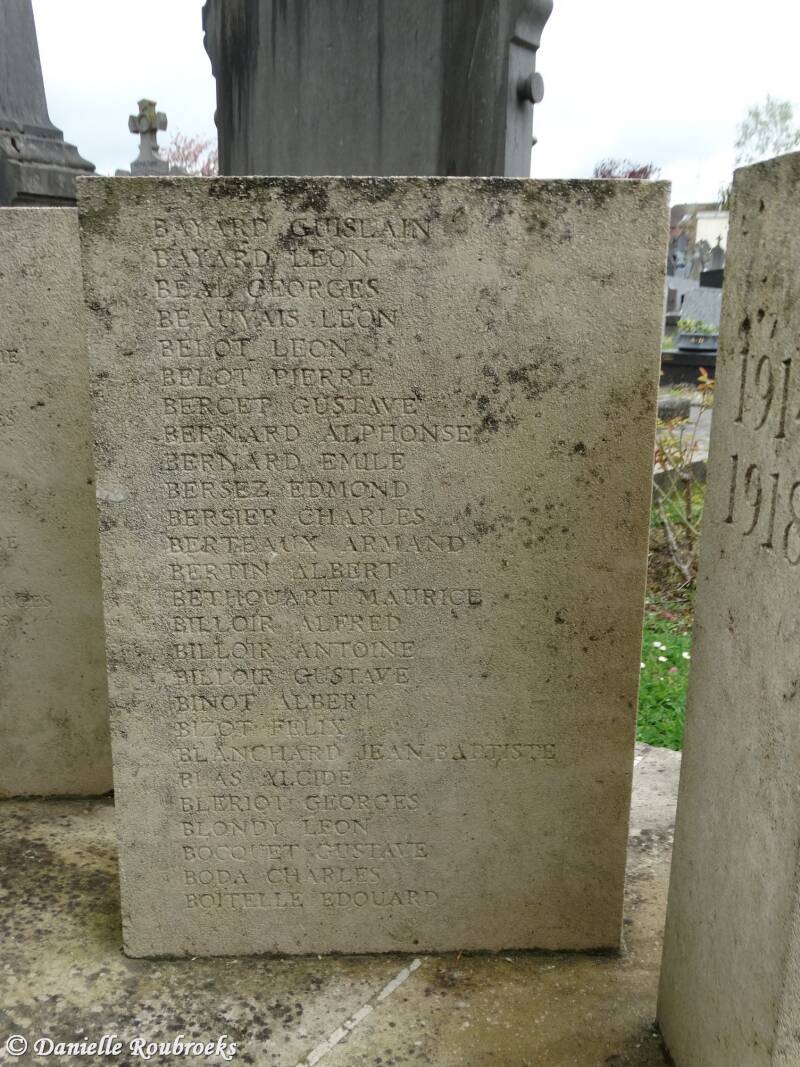 BAYARD GUISLAIN
BAYARD LEON
BEAL GEORGES
BEAUVAIS LEON
BELOT LEON
BELOT PIERRE
BERCET GUSTAVE
BERNARD ALPHONSE
BERNARD EMILE
BERSEZ EDMOND
BERSIER CHARLES
BERTEAUX ARMAND
BERTIN ALBERT
BETHOUART MAURICE
BILLOIR ALFRED
BILLOIR ANTOINE
BILLOIR GUSTAVE
BINOT ALBERT
BIZOT FELIX
BLANCHARD JEAN-BAPTISTE
BLAS ALCIDE
BLERIOT GEORGES
BLONDY LEON
BOCQUET GUSTAVE
BODA CHARLES
BOITELLE EDOUARD
1914
1918
© Danielle Roubroeks